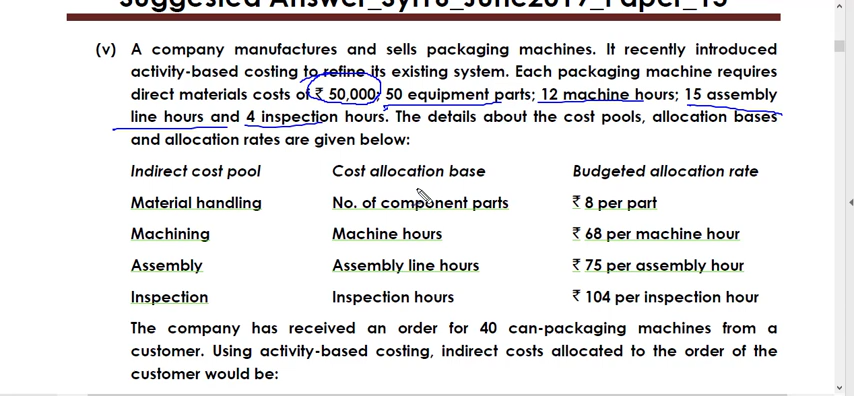 Suggested Answer_Syl16_June2017_Paper_15
(v) A company manufactures and sells packaging machines. It recently introduced
activity-based costing to refine its existing system. Each packaging machine requires
direct materials costs of ₹ 50,000; 50 equipment parts; 12 machine hours; 15 assembly
line hours and 4 inspection hours. The details about the cost pools, allocation bases
and allocation rates are given below:
Indirect cost pool Cost allocation base Budgeted allocation rate
Material handling No. of component parts ₹ 8 per part
Machining Machine hours ₹ 68 per machine hour
Assembly Assembly line hours ₹ 75 per assembly hour
Inspection Inspection hours ₹ 104 per inspection hour
The company has received an order for 40 can-packaging machines from a
customer. Using activity-based costing, indirect costs allocated to the order of the
customer would be: